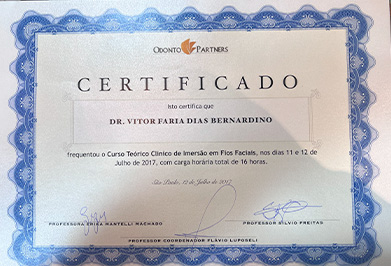 ODONTO PARTNERS
CERTIFICADO
Isto certifica que
DR. VITOR FARIA DIAS BERNARDINO
frequentou o Curso Teórico Clínico de Imersão em Fios Faciais, nos dias 11 e 12 de
Julho de 2017, com carga horária total de 16 horas.
São Paulo, 12 de Julho de 2017
PROFESSORA ERICA MANTELLI MACHADO
PROFESSOR SILVIO FREITAS
PROFESSOR COORDENADOR FLÁVIO LUPOSELI